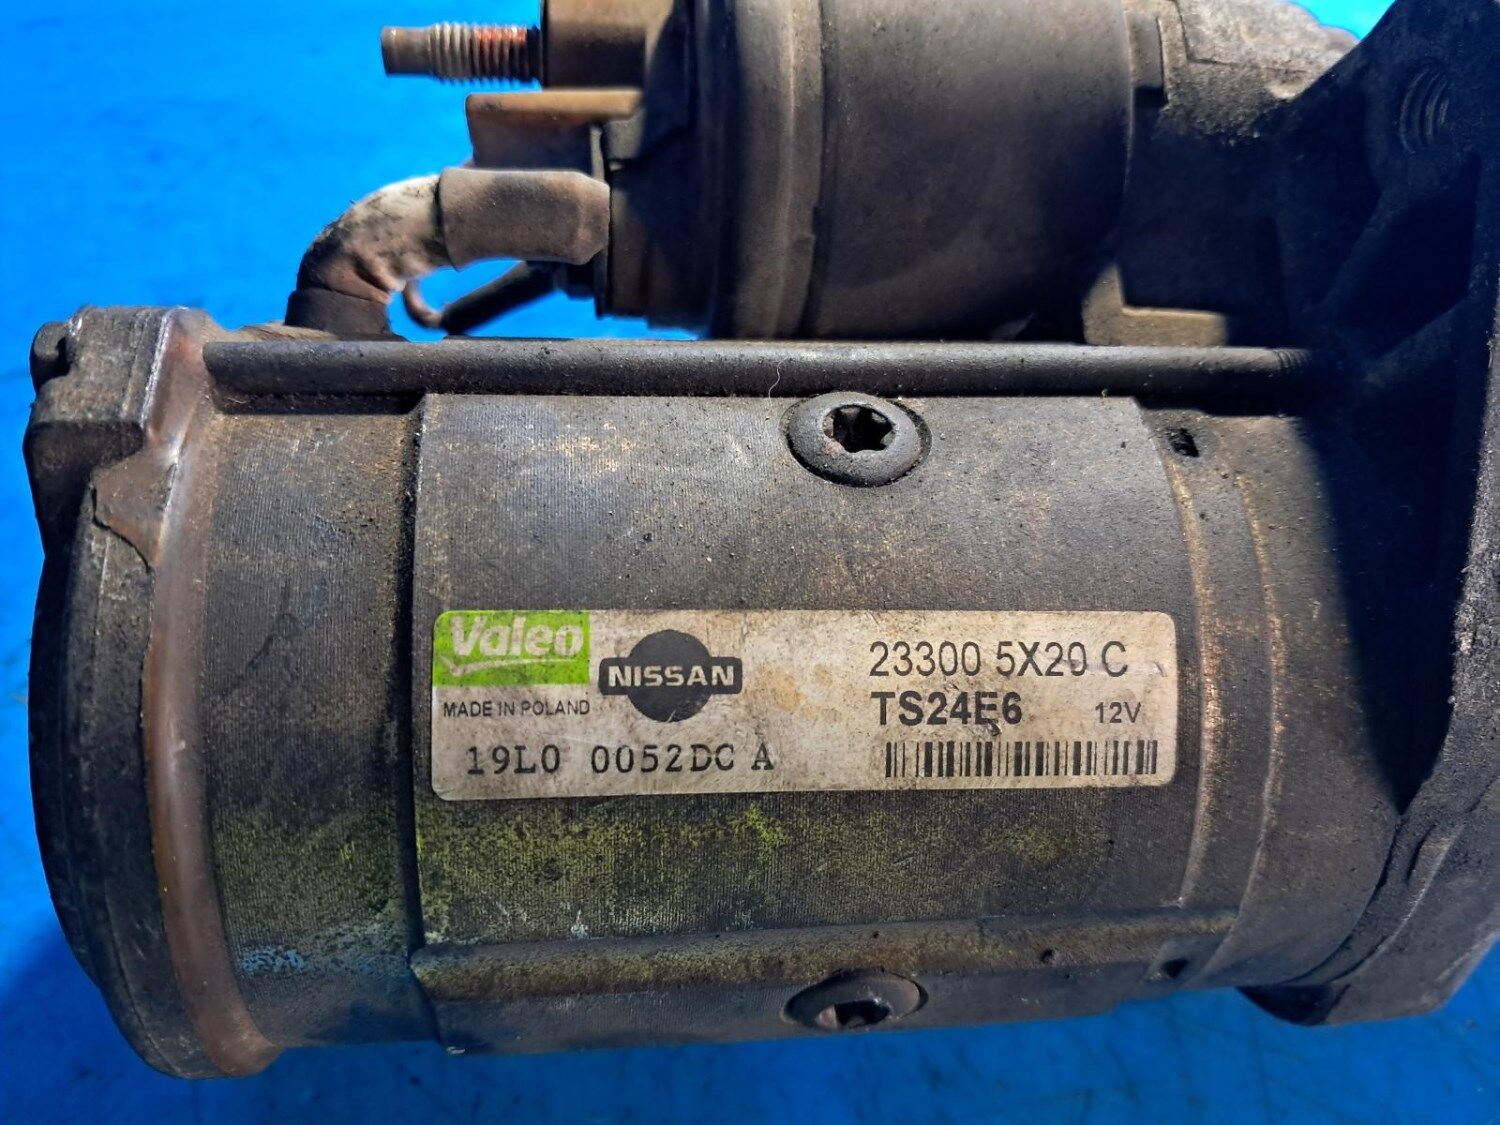 Valeo
NISSAN
23300 5X20 C
MADE IN POLAND
TS24E6 12V
19L0 0052DC A